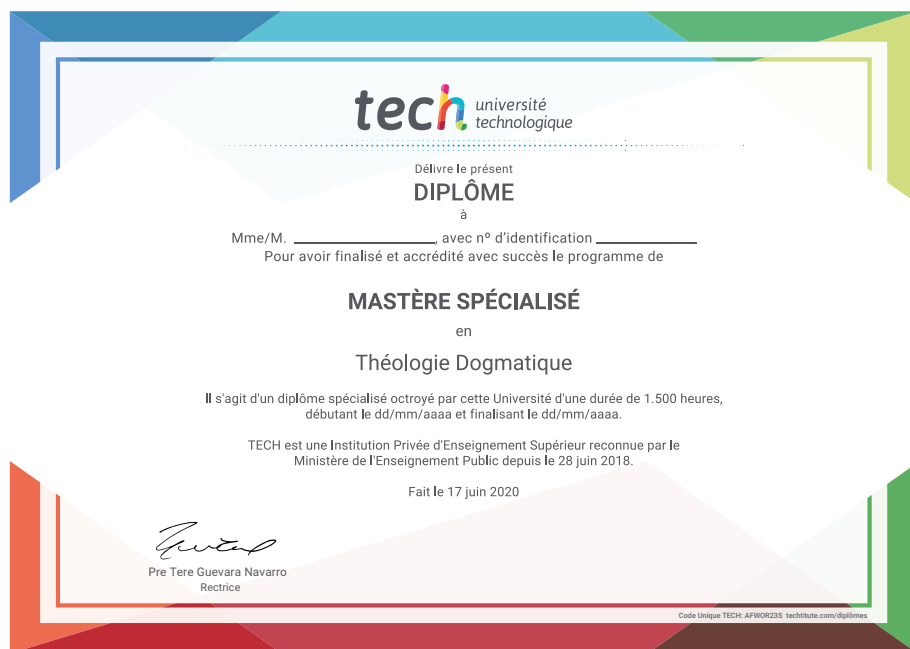 tech université
technologique
Délivre le présent
DIPLÔME
à
Mme/M. ____________, avec nº d'identification ____________
Pour avoir finalisé et accrédité avec succès le programme de
MASTÈRE SPÉCIALISÉ
en
Théologie Dogmatique
Il s'agit d'un diplôme spécialisé octroyé par cette Université d'une durée de 1.500 heures,
débutant le dd/mm/aaaa et finalisant le dd/mm/aaaa.
TECH est une Institution Privée d'Enseignement Supérieur reconnue par le
Ministère de l'Enseignement Public depuis le 28 juin 2018.
Fait le 17 juin 2020
Pre Tere Guevara Navarro
Rectrice
Code Unique TECH: AFWOR23S techtitute.com/diplômes